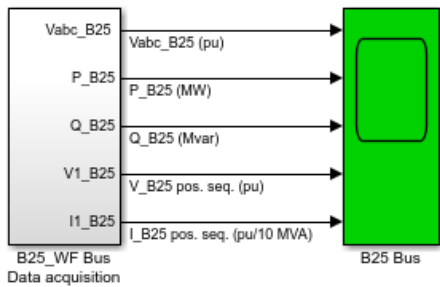 Vabc_B25
Vabc_B25 (pu)
P_B25
P_B25 (MW)
Q_B25
Q_B25 (Mvar)
V1_B25
V_B25 pos. seq. (pu)
I1_B25
I_B25 pos. seq. (pu/10 MVA)
B25_WF Bus
Data acquisition
B25 Bus